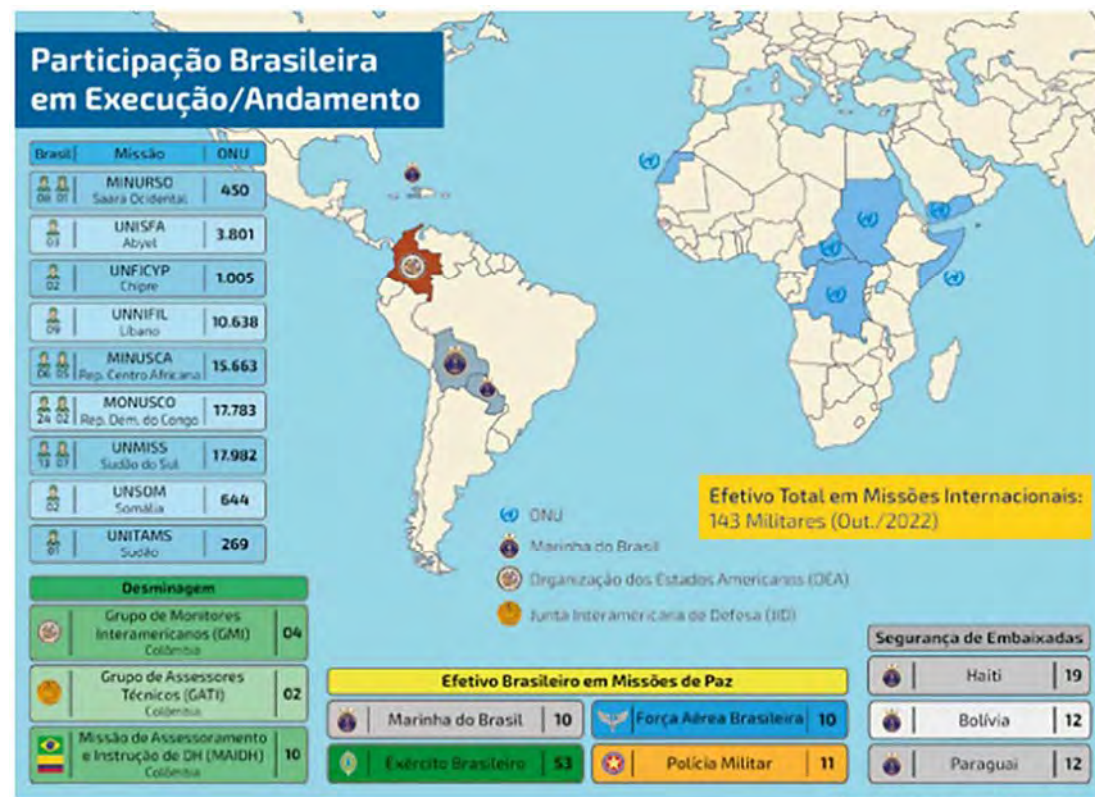 Participação Brasileira
em Execução/Andamento
Brasil Missão ONU
08 01 MINURSO 450
Saara Ocidental
03 UNISFA 3.801
Abyei
02 UNFICYP 1.005
Chipre
09 UNNIFIL 10.638
Líbano
06 05 MINUSCA 15.663
Rep. Centro Africana
24 02 MONUSCO 17.783
Rep. Dem. do Congo
13 07 UNMISS 17.982
Sudão do Sul
02 UNSOM 644
Somália
01 UNITAMS 269
Sudão
Desminagem
Grupo de Monitores
Interamericanos (GMI) 04
Colômbia
Grupo de Assessores
Técnicos (GATI) 02
Colômbia
Missão de Assessoramento
e Instrução de DH (MAIDH) 10
Colômbia
ONU
Marinha do Brasil
Organização dos Estados Americanos (OEA)
Junta Interamericana de Defesa (JID)
Efetivo Total em Missões Internacionais:
143 Militares (Out./2022)
Efetivo Brasileiro em Missões de Paz
Marinha do Brasil 10
Força Aérea Brasileira 10
Exército Brasileiro 53
Polícia Militar 11
Segurança de Embaixadas
Haiti 19
Bolívia 12
Paraguai 12